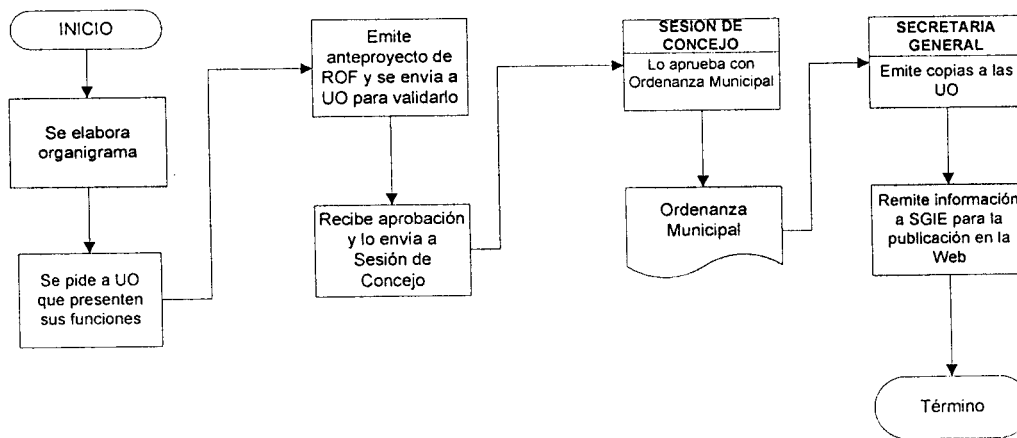 INICIO
Se elabora
organigrama
Se pide a UO
que presenten
sus funciones
Emite
anteproyecto de
ROF y se envia a
UO para validarlo
Recibe aprobación
y lo envia a
Sesión de
Concejo
SESION DE
CONCEJO
Lo aprueba con
Ordenanza Municipal
Ordenanza
Municipal
SECRETARIA
GENERAL
Emite copias a las
UO
Remite información
a SGIE para la
publicación en la
Web
Término